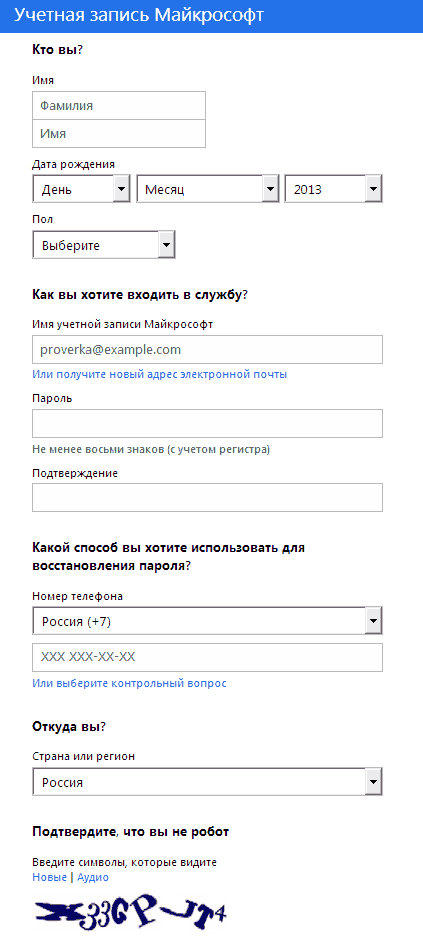 Учетная запись Майкрософт
Кто вы?
Имя
Фамилия
Имя
Дата рождения
День Месяц 2013
Пол
Выберите
Как вы хотите входить в службу?
Имя учетной записи Майкрософт
proverka@example.com
Или получите новый адрес электронной почты
Пароль
Не менее восьми знаков (с учетом регистра)
Подтверждение
Какой способ вы хотите использовать для
восстановления пароля?
Номер телефона
Россия (+7)
XXX XXX-XX-XX
Или выберите контрольный вопрос
Откуда вы?
Страна или регион
Россия
Подтвердите, что вы не робот
Введите символы, которые видите
Новые | Аудио